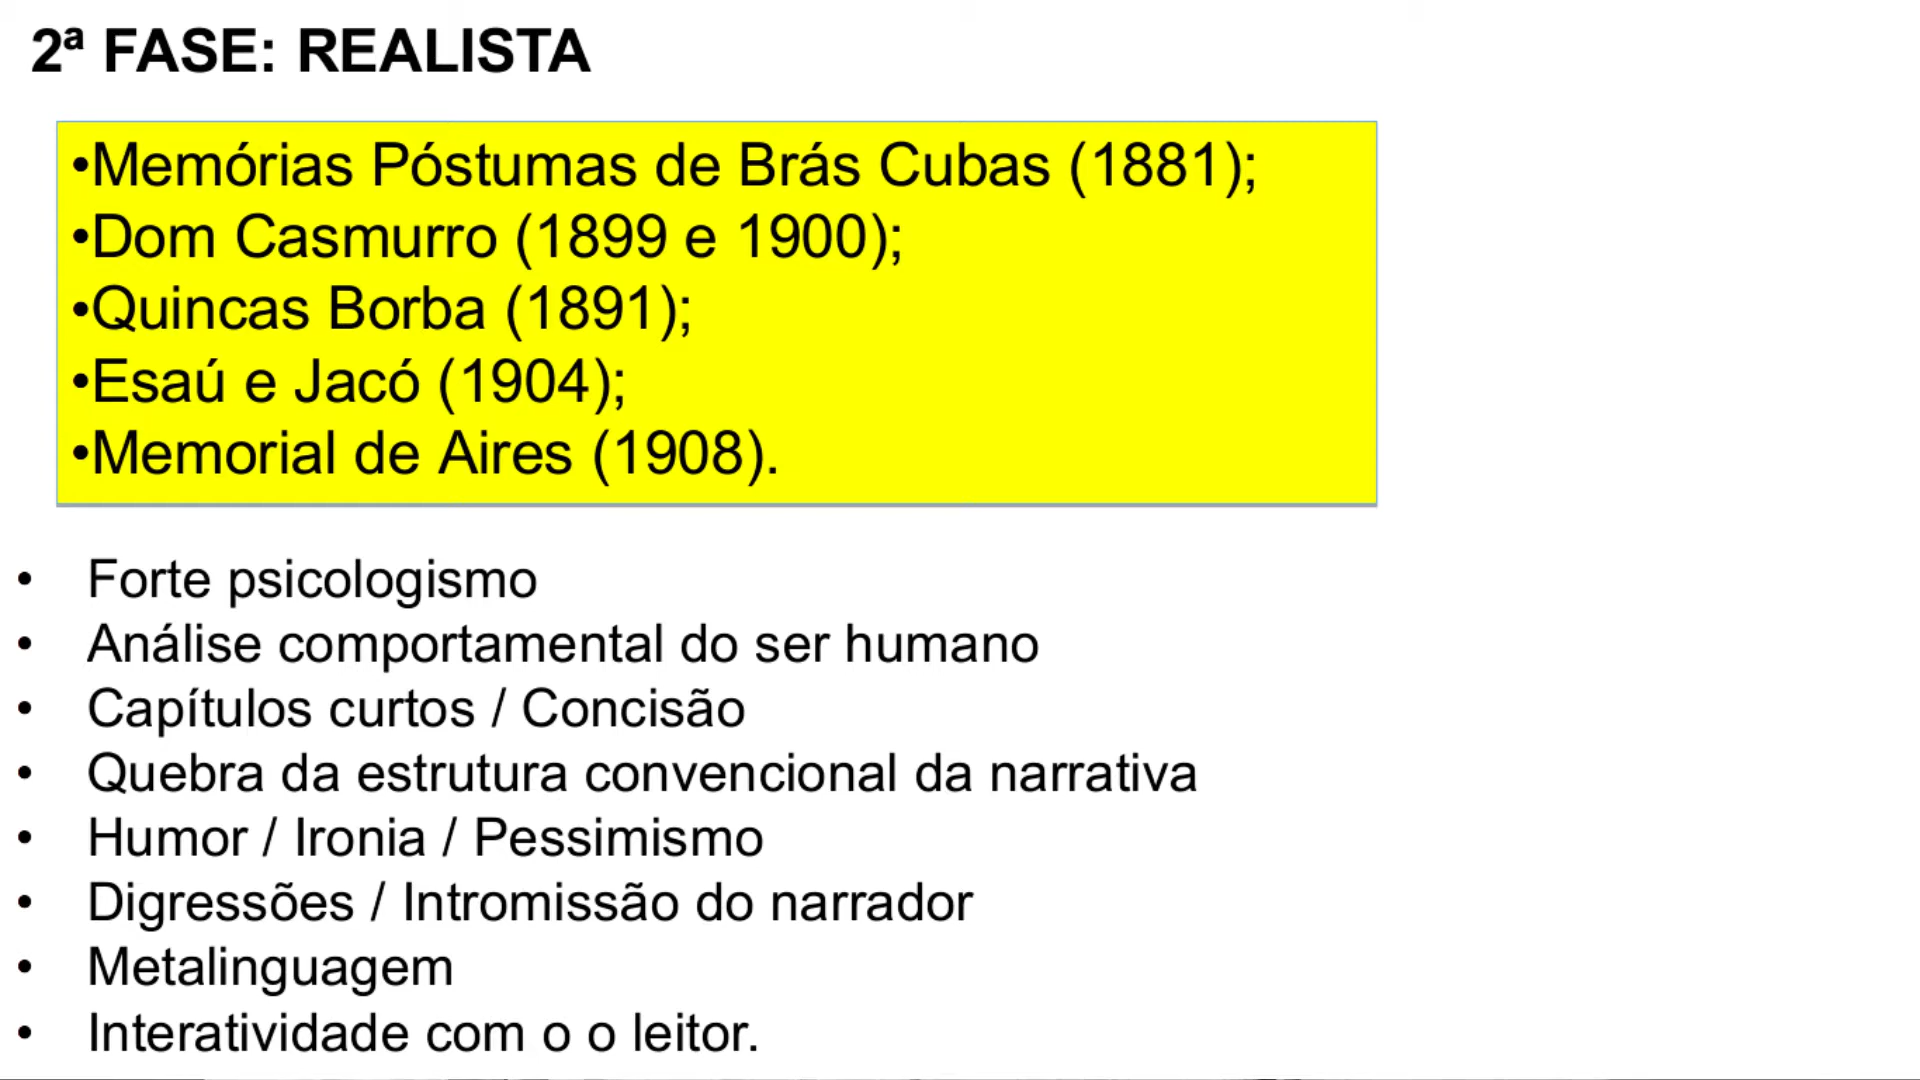 2ª FASE: REALISTA
•Memórias Póstumas de Brás Cubas (1881);
•Dom Casmurro (1899 e 1900);
•Quincas Borba (1891);
•Esaú e Jacó (1904);
•Memorial de Aires (1908).
• Forte psicologismo
• Análise comportamental do ser humano
• Capítulos curtos / Concisão
• Quebra da estrutura convencional da narrativa
• Humor / Ironia / Pessimismo
• Digressões / Intromissão do narrador
• Metalinguagem
• Interatividade com o o leitor.